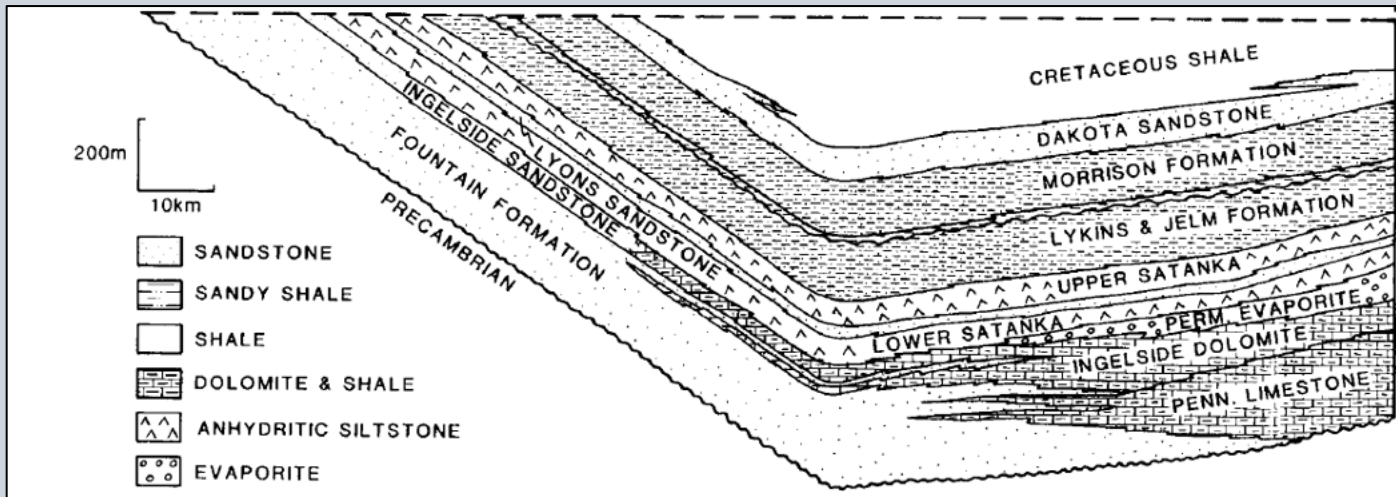 CRETACEOUS SHALE
DAKOTA SANDSTONE
MORRISON FORMATION
LYKINS & JELM FORMATION
UPPER SATANKA
LOWER SATANKA
PERM. EVAPORITE
INGELSIDE DOLOMITE
PENN. LIMESTONE
LYONS SANDSTONE
INGELSIDE SANDSTONE
FOUNTAIN FORMATION
PRECAMBRIAN
200m
10km
SANDSTONE
SANDY SHALE
SHALE
DOLOMITE & SHALE
ANHYDRITIC SILTSTONE
EVAPORITE